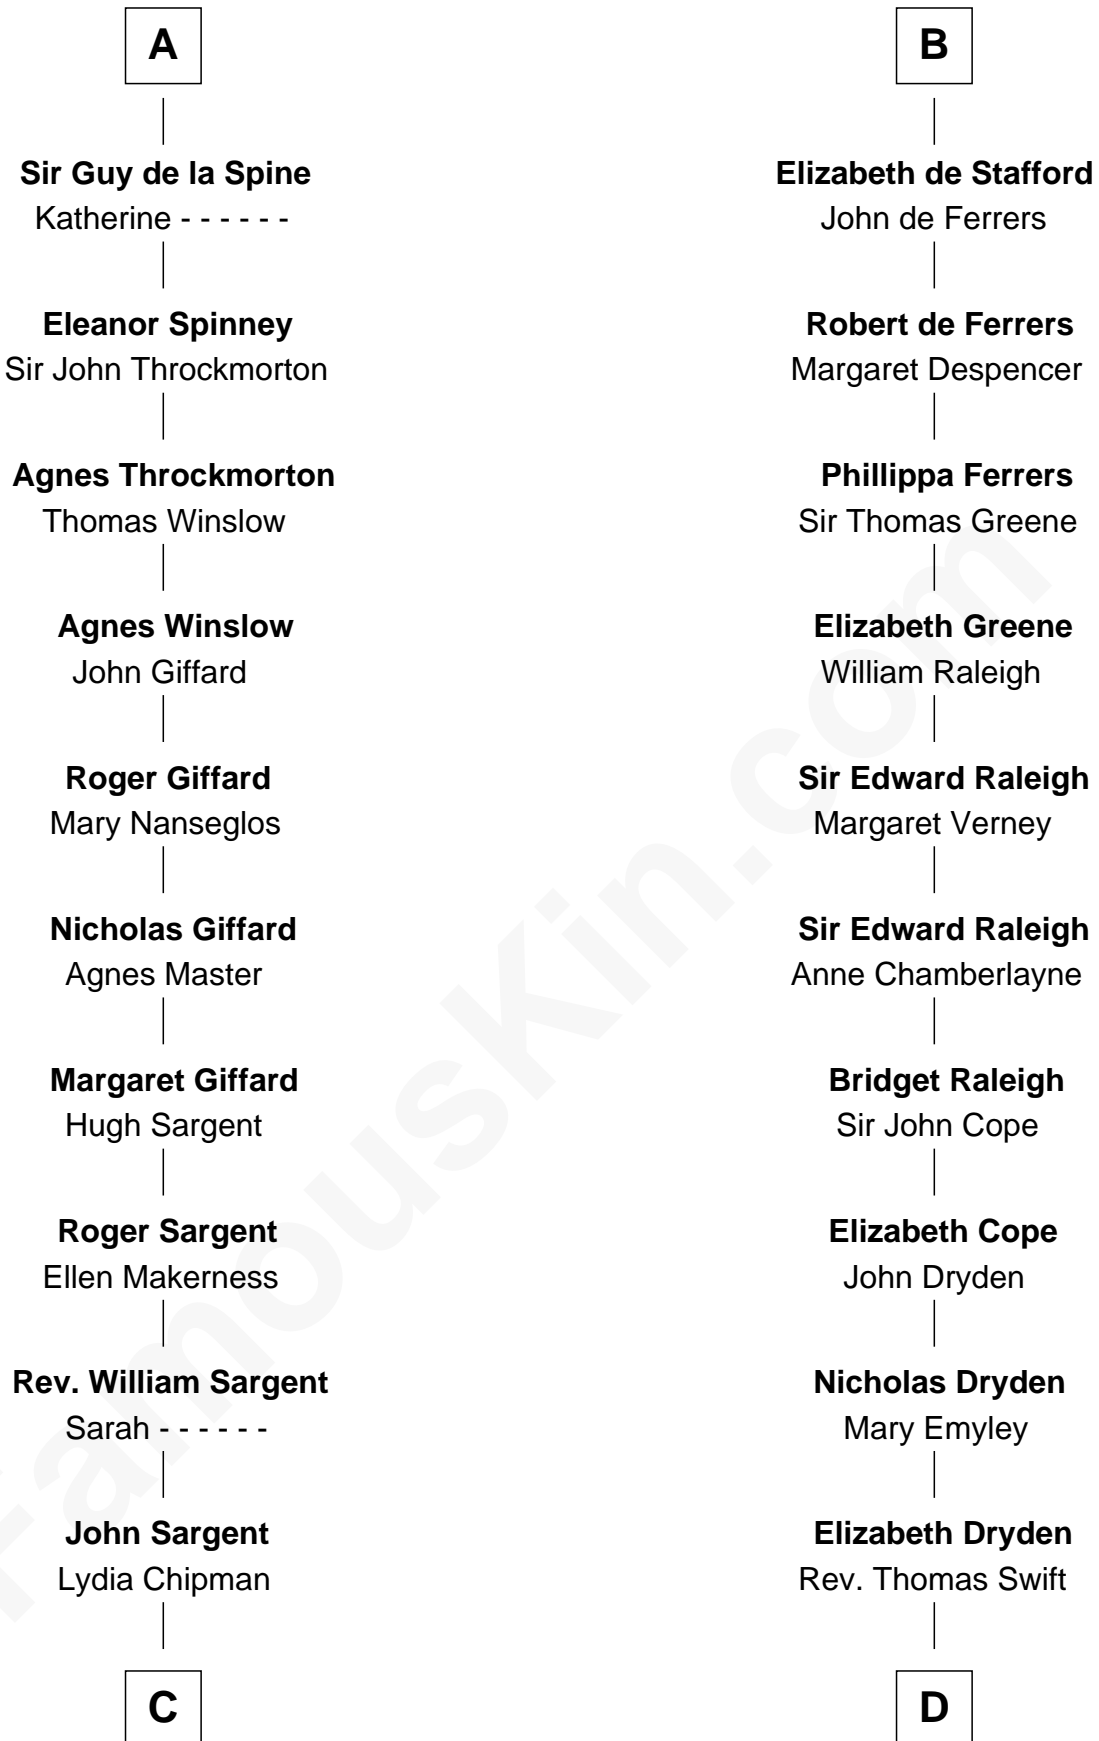 A
Sir Guy de la Spine
Katherine - - - - - -
Eleanor Spinney
Sir John Throckmorton
Agnes Throckmorton
Thomas Winslow
Agnes Winslow
John Giffard
Roger Giffard
Mary Nanseglos
Nicholas Giffard
Agnes Master
Margaret Giffard
Hugh Sargent
Roger Sargent
Ellen Makerness
Rev. William Sargent
Sarah - - - - - -
John Sargent
Lydia Chipman
C
B
Elizabeth de Stafford
John de Ferrers
Robert de Ferrers
Margaret Despencer
Phillippa Ferrers
Sir Thomas Greene
Elizabeth Greene
William Raleigh
Sir Edward Raleigh
Margaret Verney
Sir Edward Raleigh
Anne Chamberlayne
Bridget Raleigh
Sir John Cope
Elizabeth Cope
John Dryden
Nicholas Dryden
Mary Emyley
Elizabeth Dryden
Rev. Thomas Swift
D
FamousKin.com